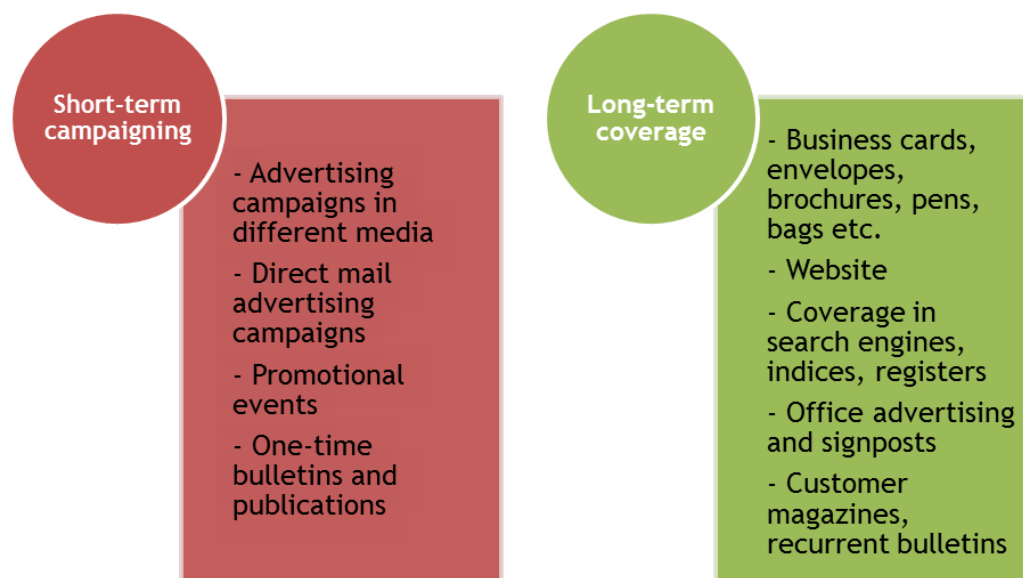 Short-term
campaigning
- Advertising
campaigns in
different media
- Direct mail
advertising
campaigns
- Promotional
events
- One-time
bulletins and
publications
Long-term
coverage
- Business cards,
envelopes,
brochures, pens,
bags etc.
- Website
- Coverage in
search engines,
indices, registers
- Office advertising
and signposts
- Customer
magazines,
recurrent bulletins